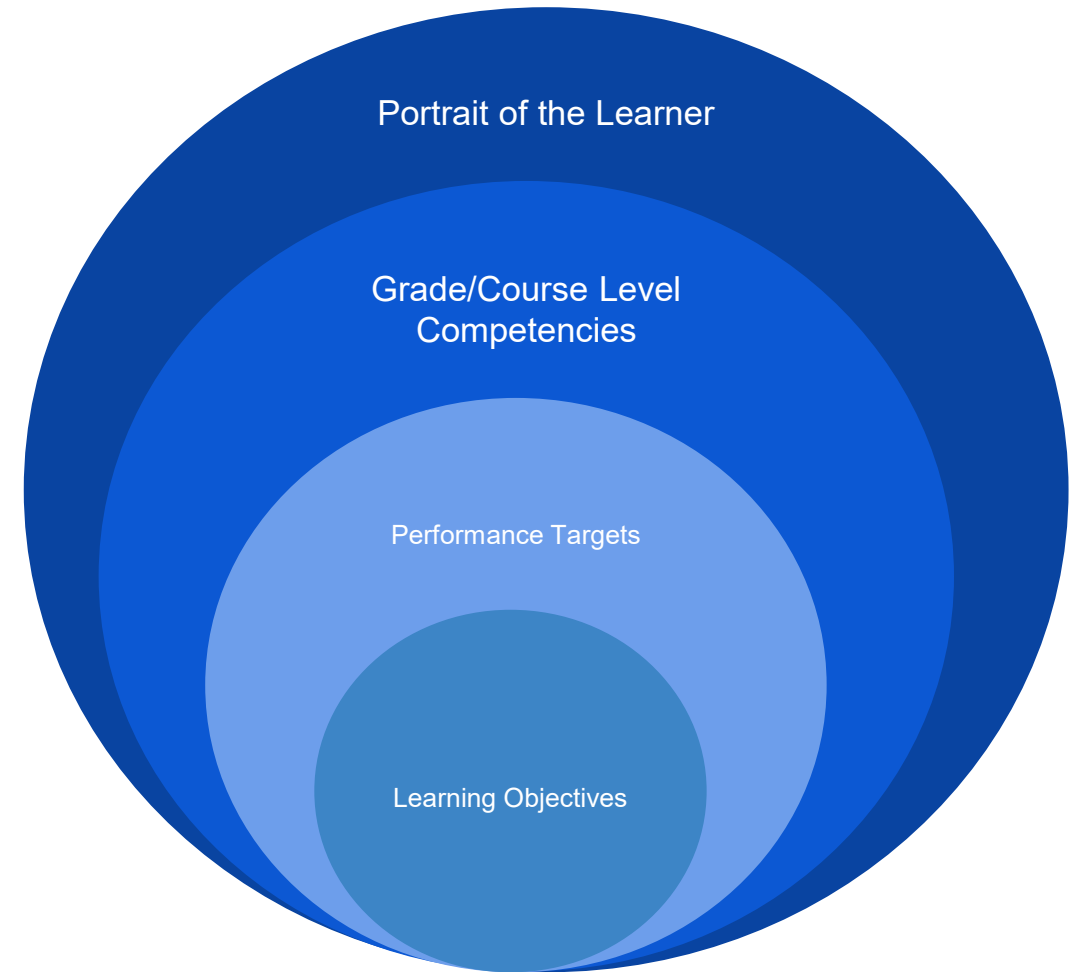 Portrait of the Learner
Grade/Course Level
Competencies
Performance Targets
Learning Objectives